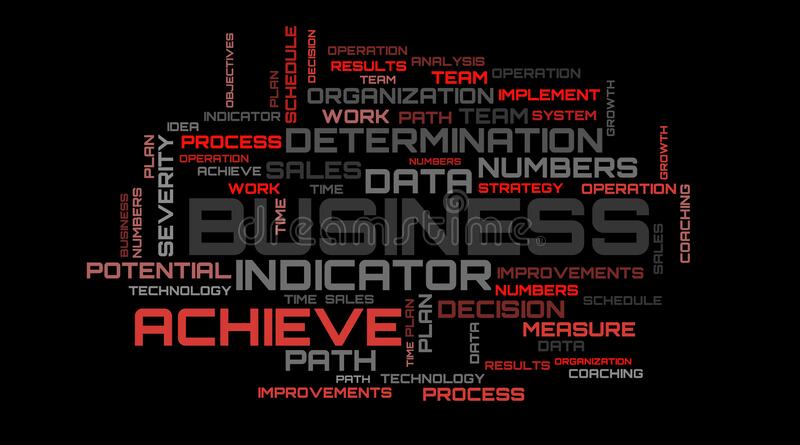 OBJECTIVES
PLAN
SCHEDULE
DECISION
OPERATION
RESULTS
ANALYSIS
TEAM
TEAM
OPERATION
ORGANIZATION
IMPLEMENT
GROWTH
INDICATOR
WORK
PATH
TEAM
SYSTEM
IDEA
PROCESS
DETERMINATION
PLAN
SEVERITY
OPERATION
ACHIEVE
SALES
NUMBERS
NUMBERS
GROWTH
DATA
WORK
TIME
STRATEGY
OPERATION
BUSINESS
NUMBERS
TIME
BUSINESS
dreamstime®
SALES
COACHING
POTENTIAL
INDICATOR
IMPROVEMENTS
TECHNOLOGY
NUMBERS
TIME
SALES
SCHEDULE
ACHIEVE
PLAN
TIME
PLAN
DECISION
MEASURE
DATA
DATA
PATH
RESULTS
ORGANIZATION
COACHING
PATH
TECHNOLOGY
IMPROVEMENTS
PROCESS